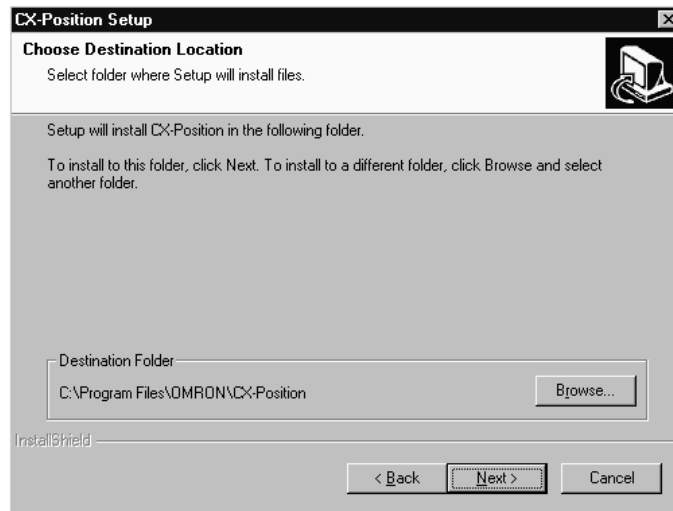 CX-Position Setup
Choose Destination Location
Select folder where Setup will install files.
Setup will install CX-Position in the following folder.
To install to this folder, click Next. To install to a different folder, click Browse and select
another folder.
Destination Folder
C:\Program Files\OMRON\CX-Position
Browse...
InstallShield
< Back
Next >
Cancel